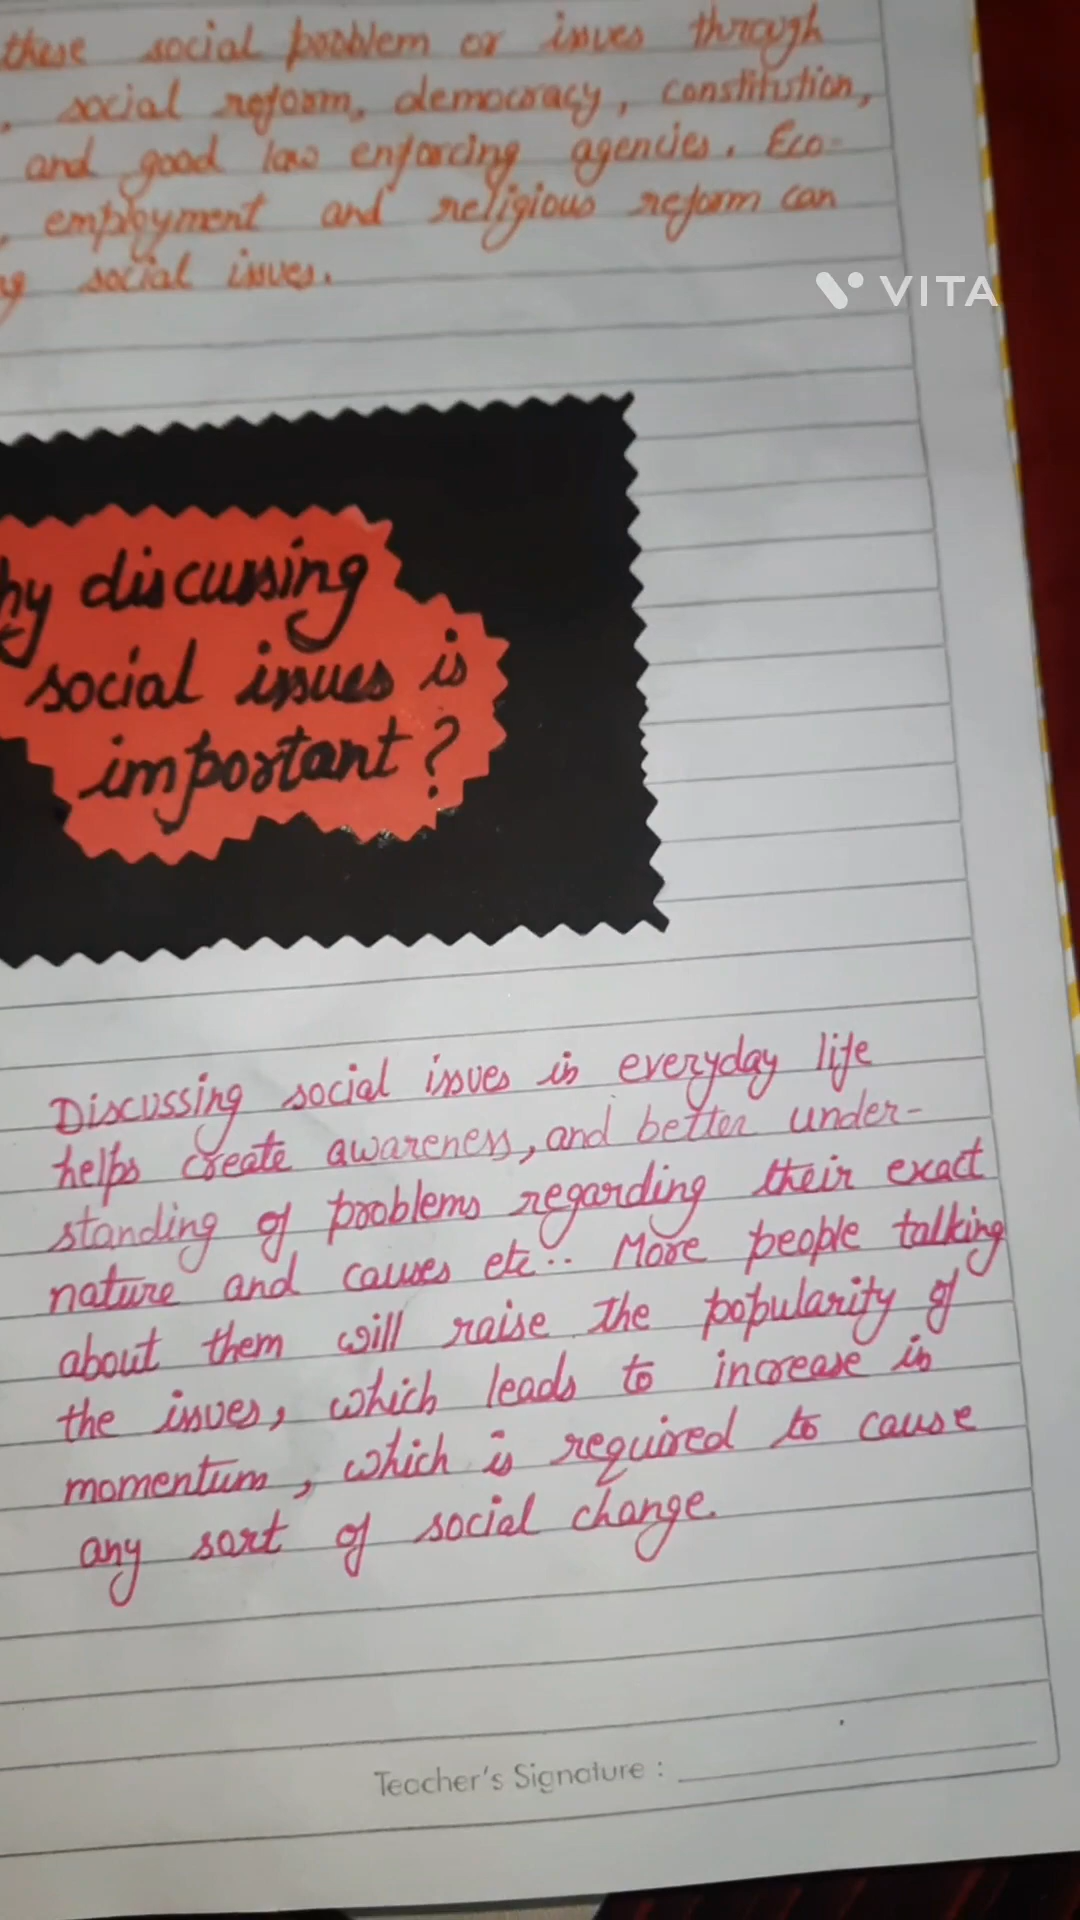 these social problem or issues through
, social reform, democracy, constitution,
and good law enforcing agencies. Eco-
, employment and religious reform can
social issues.
VITA
hy discussing
social issues is
important?
Discussing social issues in everyday life
helps create awareness, and better under-
standing of problems regarding their exact
nature and causes etc.. More people talking
about them will raise the popularity of
the issues, which leads to increase in
momentum, which is required to cause
any sort of social change.
Teacher's Signature :